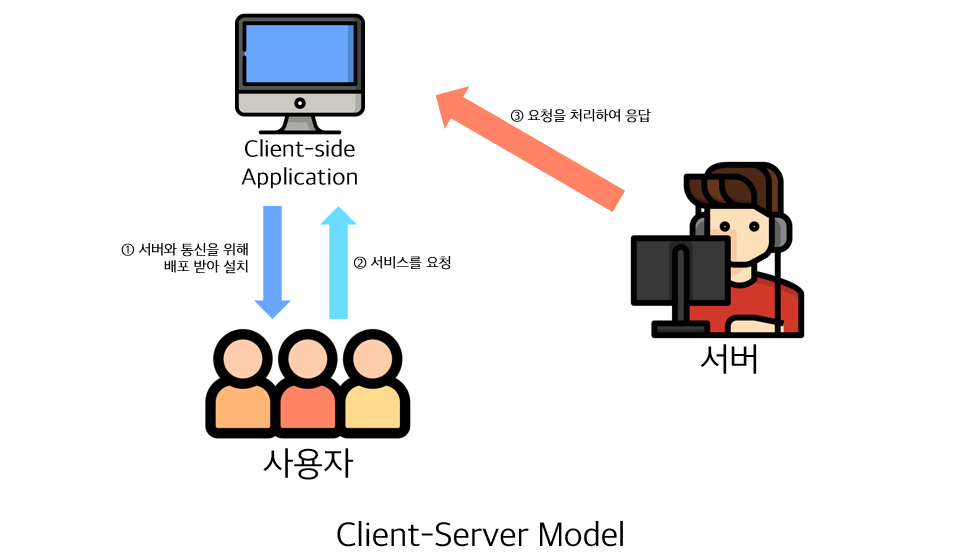 Client-side
Application
③ 요청을 처리하여 응답
① 서버와 통신을 위해
배포 받아 설치
② 서비스를 요청
서버
사용자
Client-Server Model